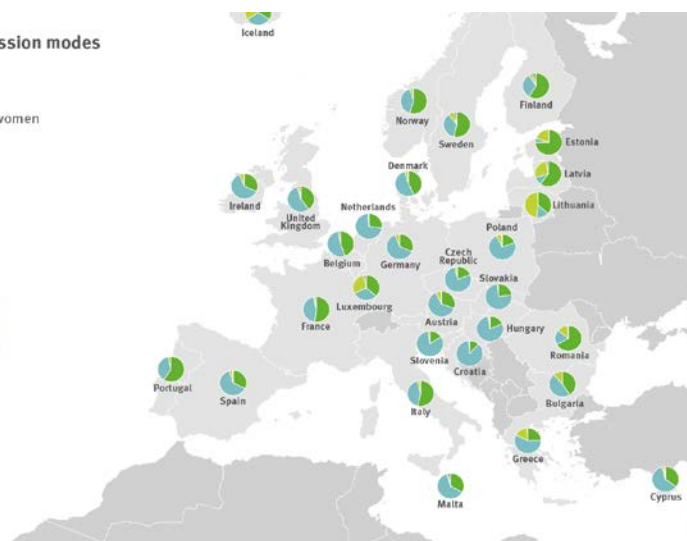 Iceland
ssion modes
women
Finland
Norway
Sweden
Estonia
Latvia
Lithuania
Denmark
Ireland
United
Kingdom
Netherlands
Belgium
Germany
Poland
Czech
Republic
Slovakia
Luxembourg
Austria
France
Hungary
Slovenia
Croatia
Romania
Portugal
Spain
Italy
Bulgaria
Greece
Malta
Cyprus